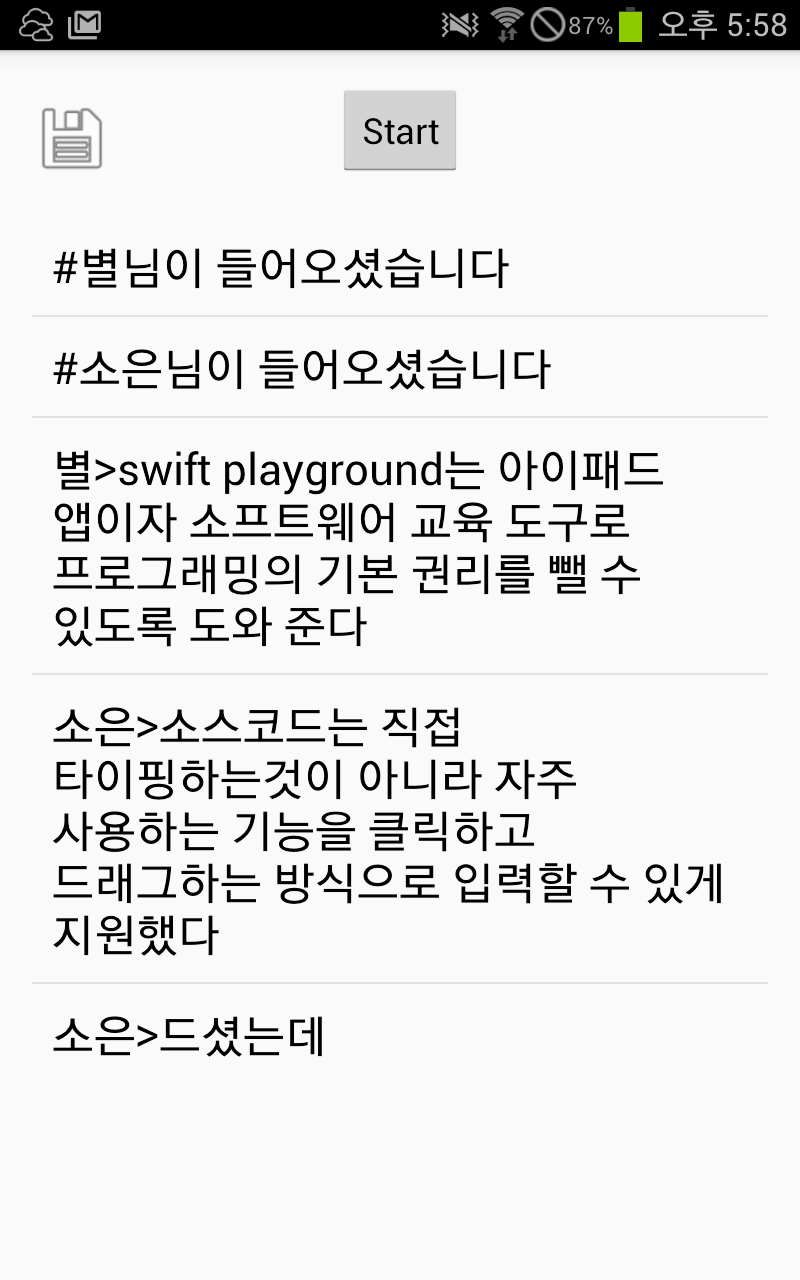 87% 오후 5:58
Start
#별님이 들어오셨습니다
#소은님이 들어오셨습니다
별>swift playground는 아이패드
앱이자 소프트웨어 교육 도구로
프로그래밍의 기본 권리를 뺄 수
있도록 도와 준다
소은>소스코드는 직접
타이핑하는것이 아니라 자주
사용하는 기능을 클릭하고
드래그하는 방식으로 입력할 수 있게
지원했다
소은>드셨는데